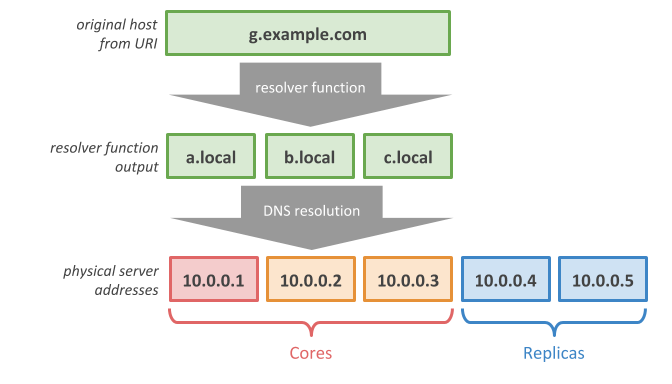 original host
from URI
g.example.com
resolver function
resolver function
output
a.local
b.local
c.local
DNS resolution
physical server
addresses
10.0.0.1
10.0.0.2
10.0.0.3
10.0.0.4
10.0.0.5
Cores
Replicas